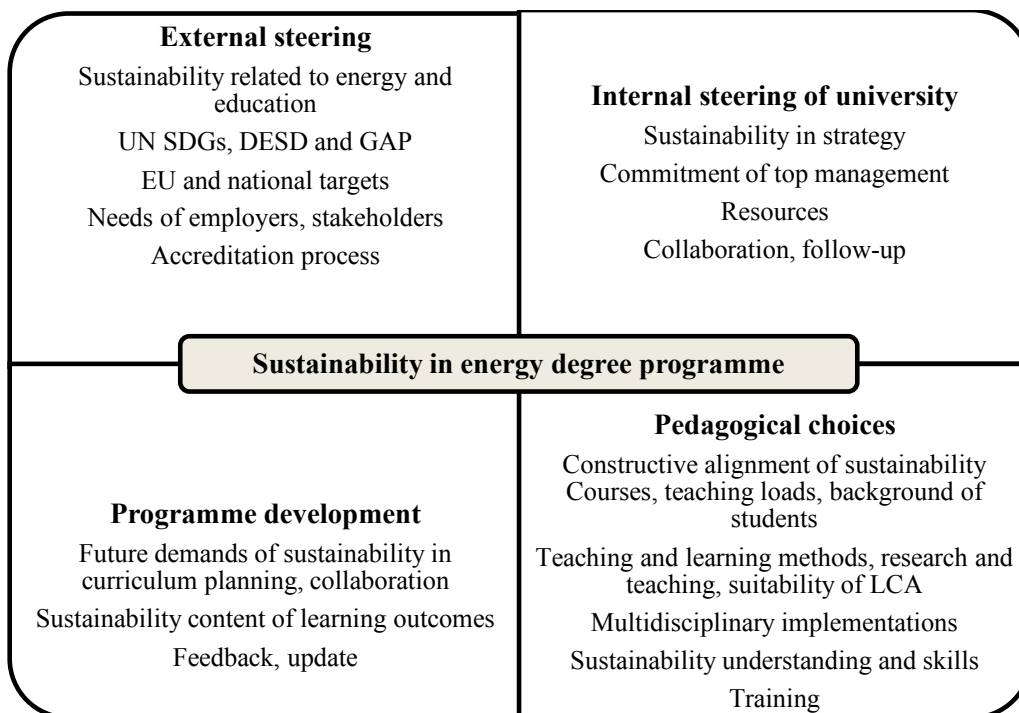 External steering
Sustainability related to energy and
education
UN SDGs, DESD and GAP
EU and national targets
Needs of employers, stakeholders
Accreditation process
Internal steering of university
Sustainability in strategy
Commitment of top management
Resources
Collaboration, follow-up
Sustainability in energy degree programme
Programme development
Future demands of sustainability in
curriculum planning, collaboration
Sustainability content of learning outcomes
Feedback, update
Pedagogical choices
Constructive alignment of sustainability
Courses, teaching loads, background of
students
Teaching and learning methods, research and
teaching, suitability of LCA
Multidisciplinary implementations
Sustainability understanding and skills
Training